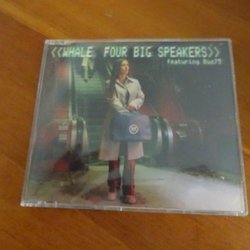 <<WHALE FOUR BIG SPEAKERS>>
featuring Bus75